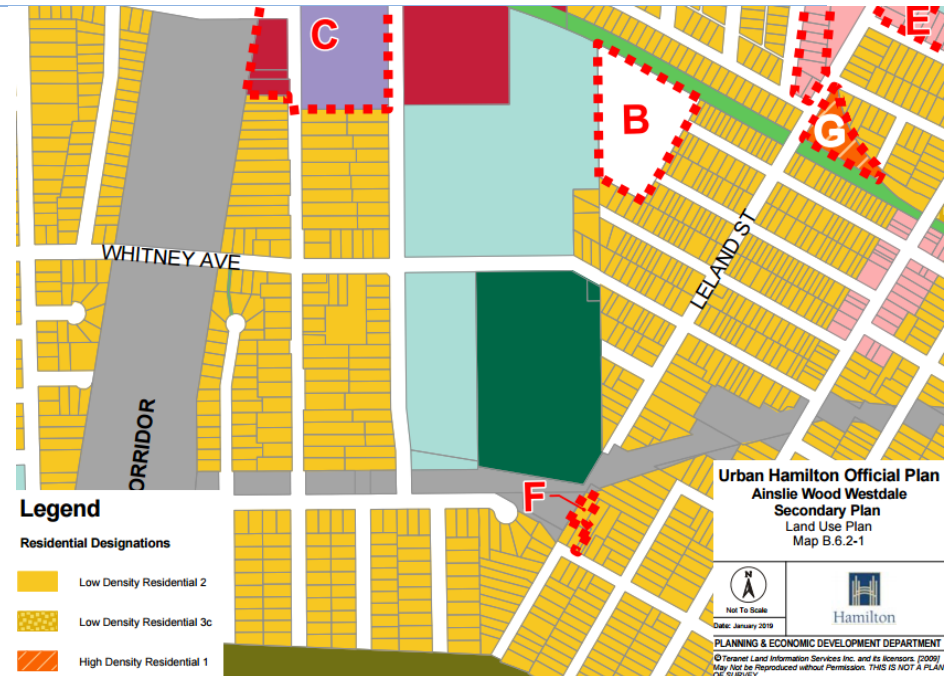 C
E
B
G
WHITNEY AVE
LELAND ST
ORRIDOR
F
Legend
Residential Designations
Low Density Residential 2
Low Density Residential 3c
High Density Residential 1
Urban Hamilton Official Plan
Ainslie Wood Westdale
Secondary Plan
Land Use Plan
Map B.6.2-1
N
Not To Scale
Date: January 2019
Hamilton
PLANNING & ECONOMIC DEVELOPMENT DEPARTMENT
© Teranet Land Information Services Inc. and its licensors. [2009]
May Not be Reproduced without Permission. THIS IS NOT A PLAN
OF SURVEY